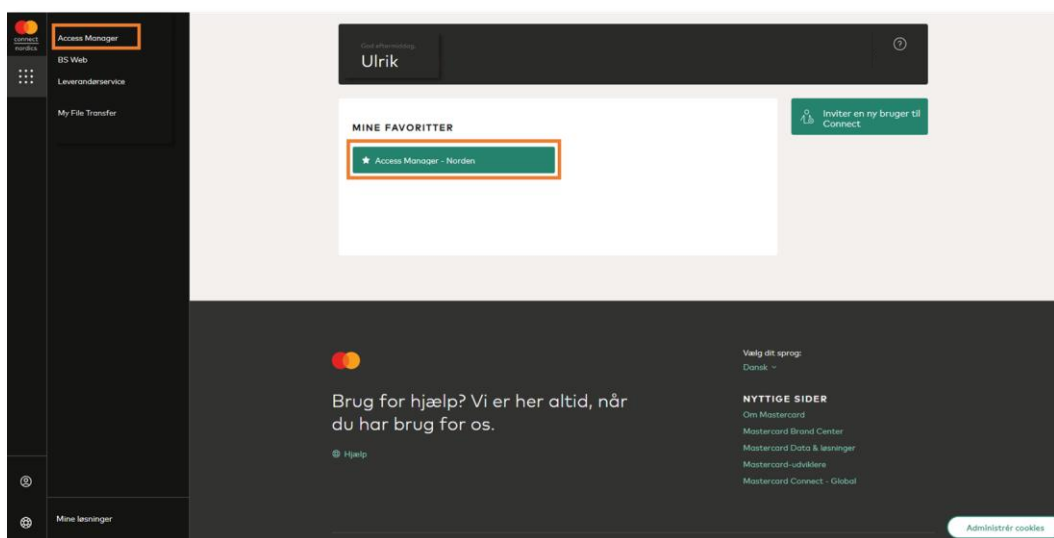 connect
nordics
Access Manager
BS Web
Leverandørservice
My File Transfer
Mine løsninger
God eftermiddag
Ulrik
MINE FAVORITTER
Access Manager - Norden
Inviter en ny bruger til
Connect
Brug for hjælp? Vi er her altid, når
du har brug for os.
Hjælp
Vælg dit sprog:
Dansk
NYTTIGE SIDER
Om Mastercard
Mastercard Brand Center
Mastercard Data & løsninger
Mastercard-udviklere
Mastercard Connect - Global
Administrér cookies